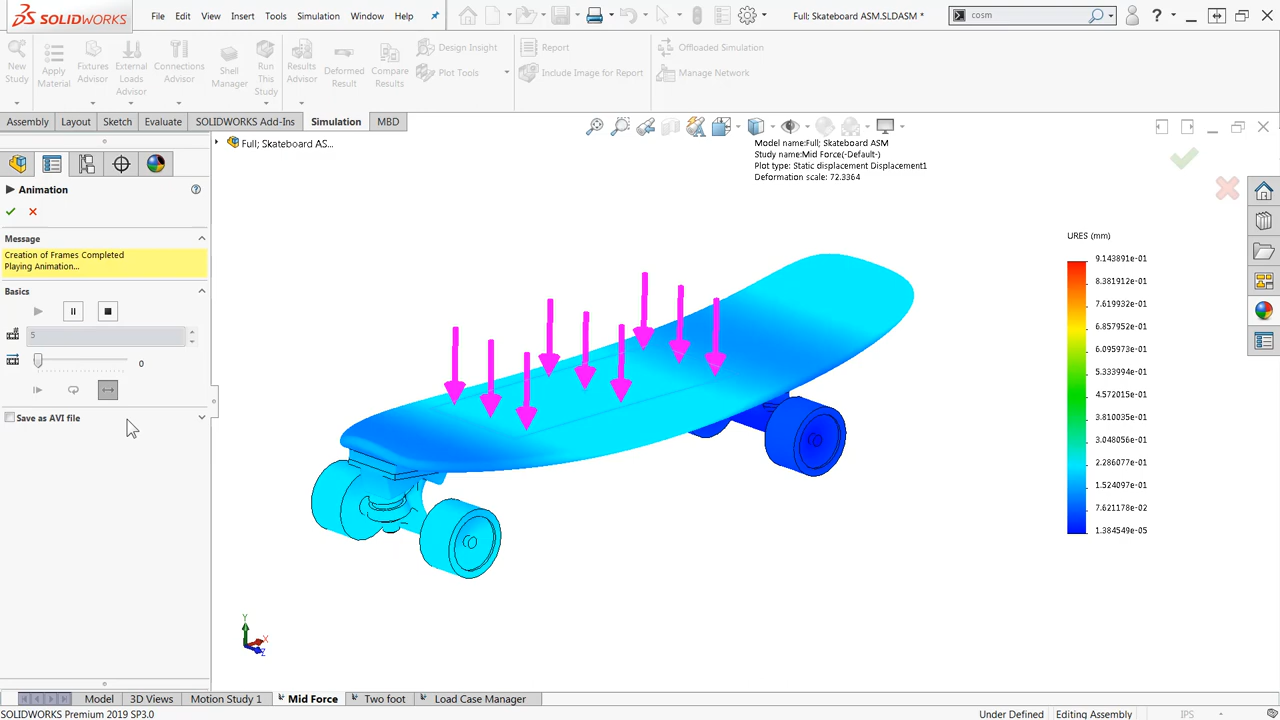 SOLIDWORKS
File Edit View Insert Tools Simulation Window Help
Full; Skateboard ASM.SLDASM *
cosm
New Study
Apply Material
Fixtures Advisor
External Loads Advisor
Connections Advisor
Shell Manager
Run This Study
Results Advisor
Deformed Result
Compare Results
Design Insight
Plot Tools
Report
Include Image for Report
Offloaded Simulation
Manage Network
Assembly Layout Sketch Evaluate SOLIDWORKS Add-Ins Simulation MBD
Full; Skateboard AS...
Model name:Full; Skateboard ASM
Study name:Mid Force(-Default-)
Plot type: Static displacement Displacement1
Deformation scale: 72.3364
Animation
Message
Creation of Frames Completed
Playing Animation...
Basics
5
0
Save as AVI file
URES (mm)
9.143891e-01
8.381912e-01
7.619932e-01
6.857952e-01
6.095973e-01
5.333994e-01
4.572014e-01
3.810035e-01
3.048056e-01
2.286077e-01
1.524097e-01
7.621178e-02
1.384549e-05
Y
X
Z
Model 3D Views Motion Study 1 Mid Force Two foot Load Case Manager
SOLIDWORKS Premium 2019 SP3.0
Under Defined Editing Assembly IPS